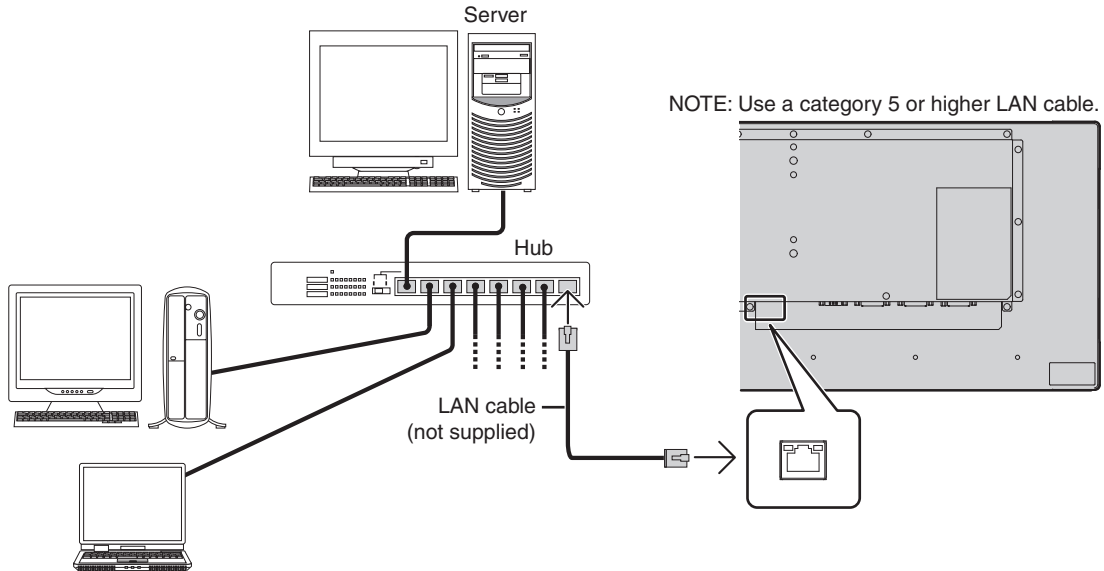 Server
NOTE: Use a category 5 or higher LAN cable.
Hub
LAN cable
(not supplied)